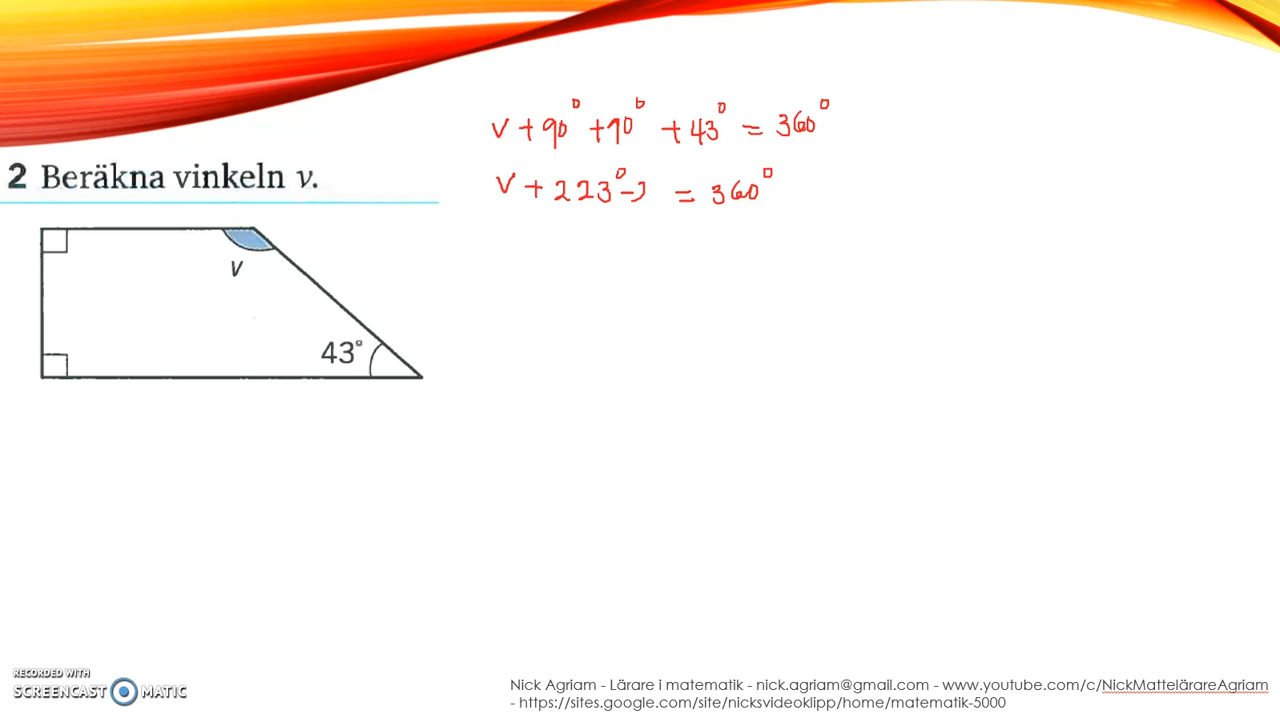 v + 90° + 90° + 43° = 360°
v + 223° - 2 = 360°
2 Beräkna vinkeln v.
v
43°
RECORDED WITH
SCREENCAST MATIC
Nick Agriam - Lärare i matematik - nick.agriam@gmail.com - www.youtube.com/c/NickMattelärareAgriam
- https://sites.google.com/site/nicksvideoklipp/home/matematik-5000